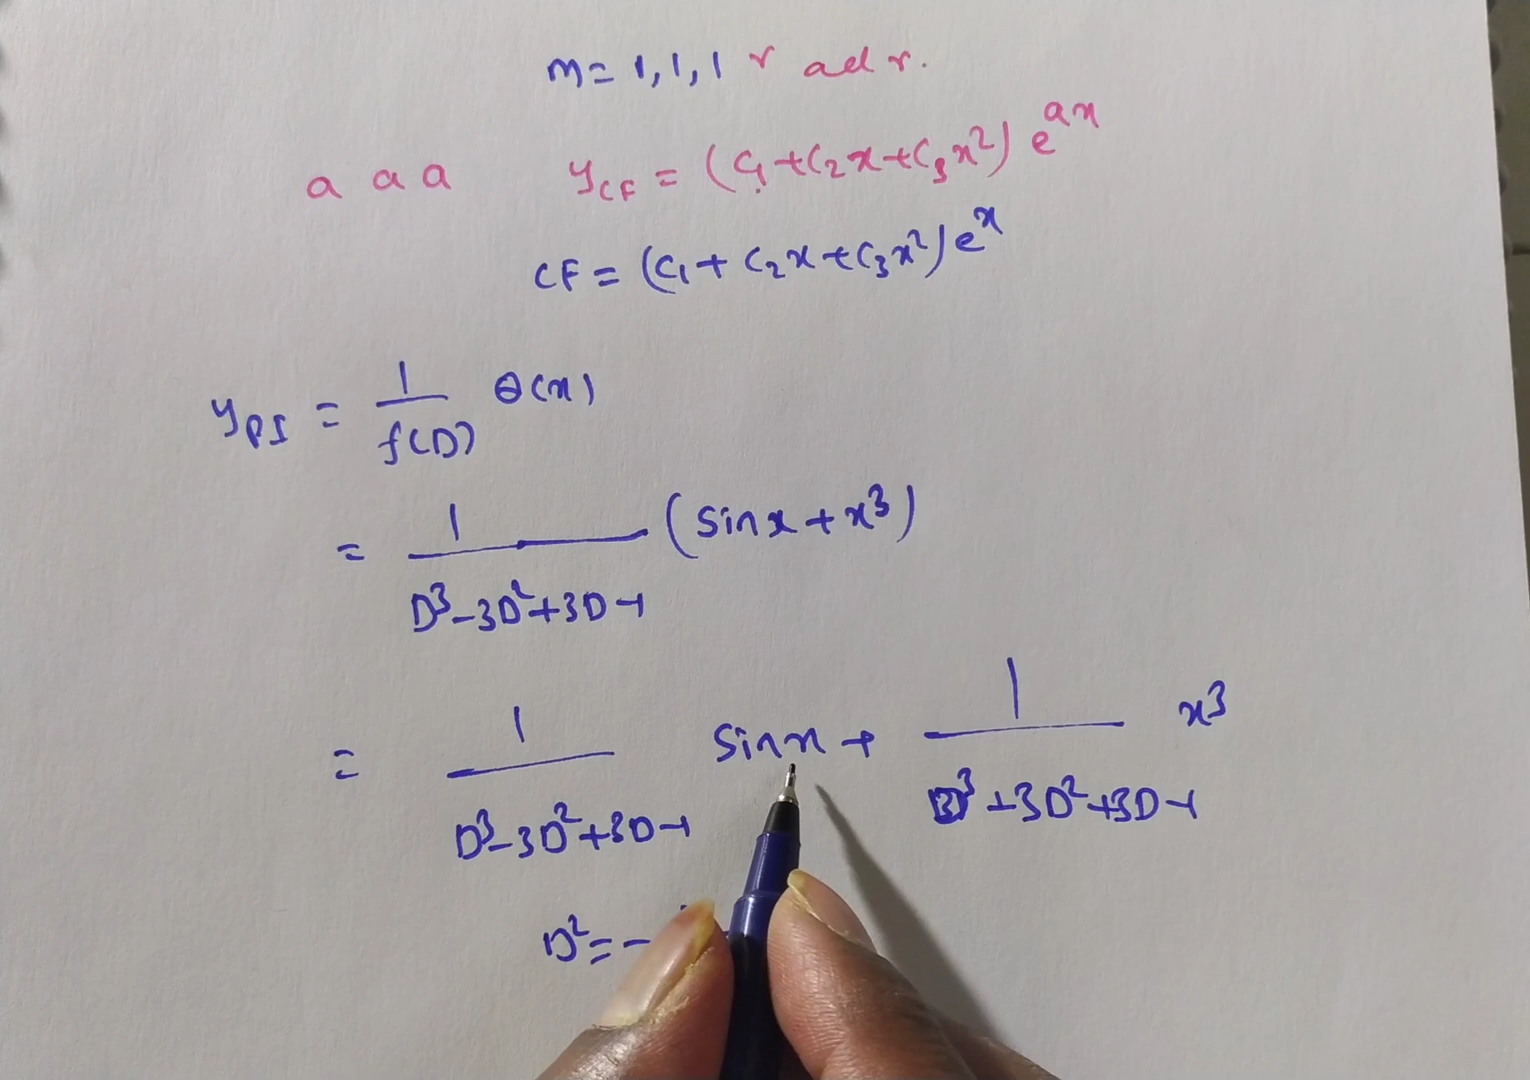 m = 1, 1, 1 r ad r.
a a a y_CF = (C₁ + C₂x + C₃x²) e^ax
CF = (C₁ + C₂x + C₃x²) e^x
y_PI = 1/f(D) Q(x)
= 1/(D³ - 3D² + 3D - 1) (Sin x + x³)
= 1/(D³ - 3D² + 3D - 1) Sin x + 1/(D³ + 3D² + 3D - 1) x³
D² = -